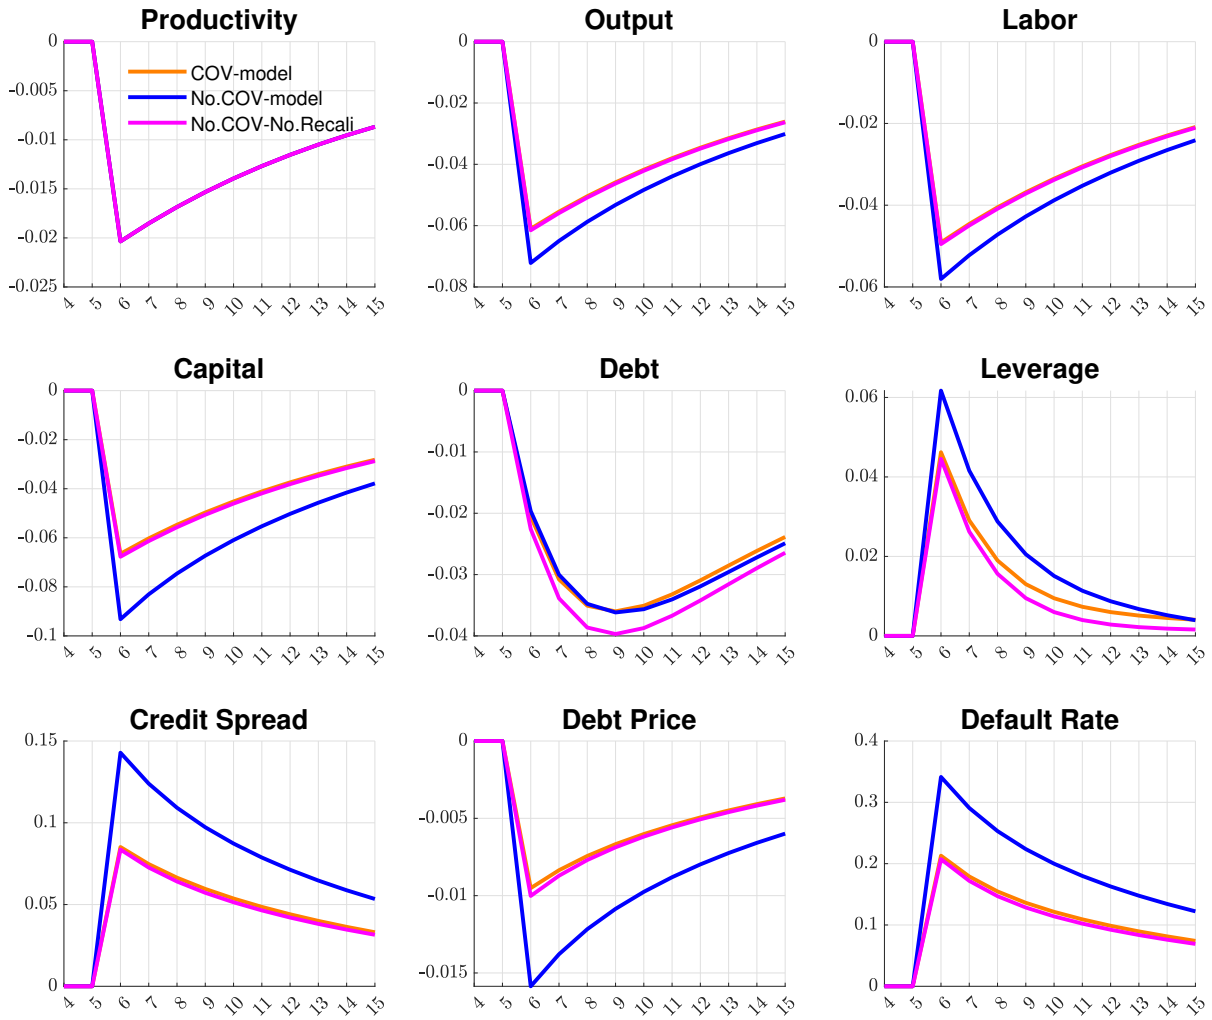 Productivity
Output
Labor
0
-0.005
-0.01
-0.015
-0.02
-0.025
COV-model
No.COV-model
No.COV-No.Recali
4 5 6 7 8 9 10 11 12 13 14 15
0
-0.02
-0.04
-0.06
-0.08
4 5 6 7 8 9 10 11 12 13 14 15
0
-0.02
-0.04
-0.06
4 5 6 7 8 9 10 11 12 13 14 15
Capital
Debt
Leverage
0
-0.02
-0.04
-0.06
-0.08
-0.1
4 5 6 7 8 9 10 11 12 13 14 15
0
-0.01
-0.02
-0.03
-0.04
4 5 6 7 8 9 10 11 12 13 14 15
0.06
0.04
0.02
0
4 5 6 7 8 9 10 11 12 13 14 15
Credit Spread
Debt Price
Default Rate
0.15
0.1
0.05
0
4 5 6 7 8 9 10 11 12 13 14 15
0
-0.005
-0.01
-0.015
4 5 6 7 8 9 10 11 12 13 14 15
0.4
0.3
0.2
0.1
0
4 5 6 7 8 9 10 11 12 13 14 15